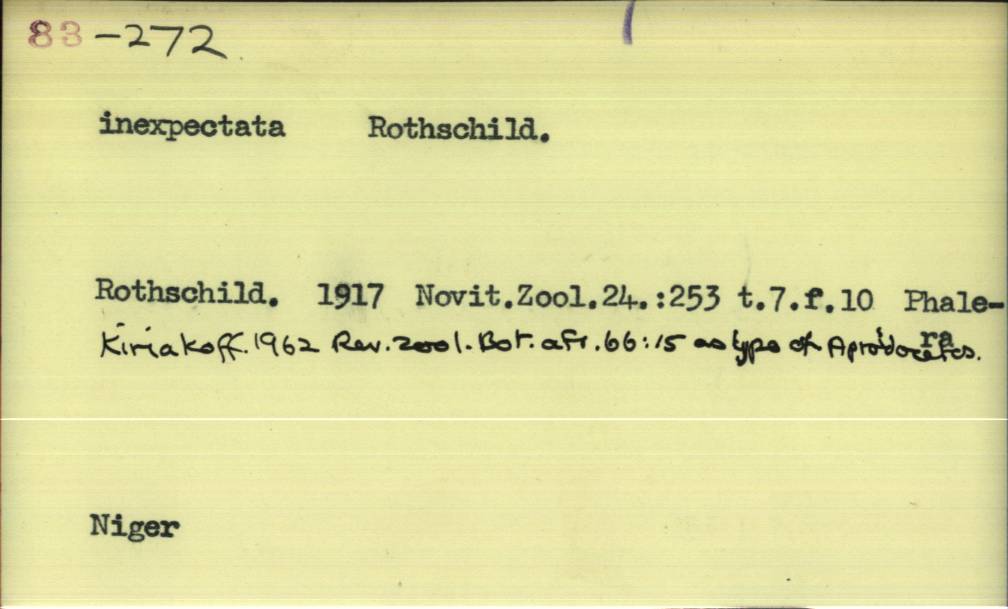 83-272
inexpectata Rothschild.
Rothschild. 1917 Novit.Zool.24.:253 t.7.f.10 Phale-
ra
Kiriakoff.1962 Rev.zool.Bot.afr.66:15 as type of
Niger